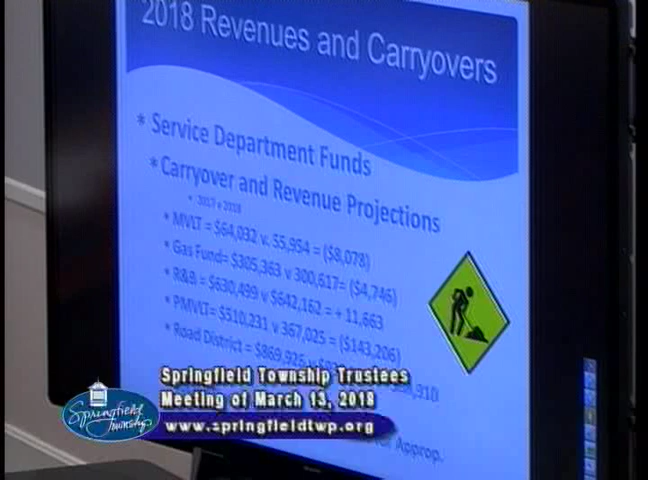 2018 Revenues and Carryovers
* Service Department Funds
* Carryover and Revenue Projections
• 2017 v 2018
* MVLT = $64,032 v. 55,954 = ($8,078)
* Gas Fund= $305,363 v 300,617= ($4,746)
* R&B = $630,499 v $642,162 = + 11,663
* PMVLT= $510,231 v 367,025 = ($143,206)
* Road District = $869,926 v
Springfield Township Trustees
Meeting of March 13, 2018
www.springfieldtwp.org
Springfield
Township
Approp.